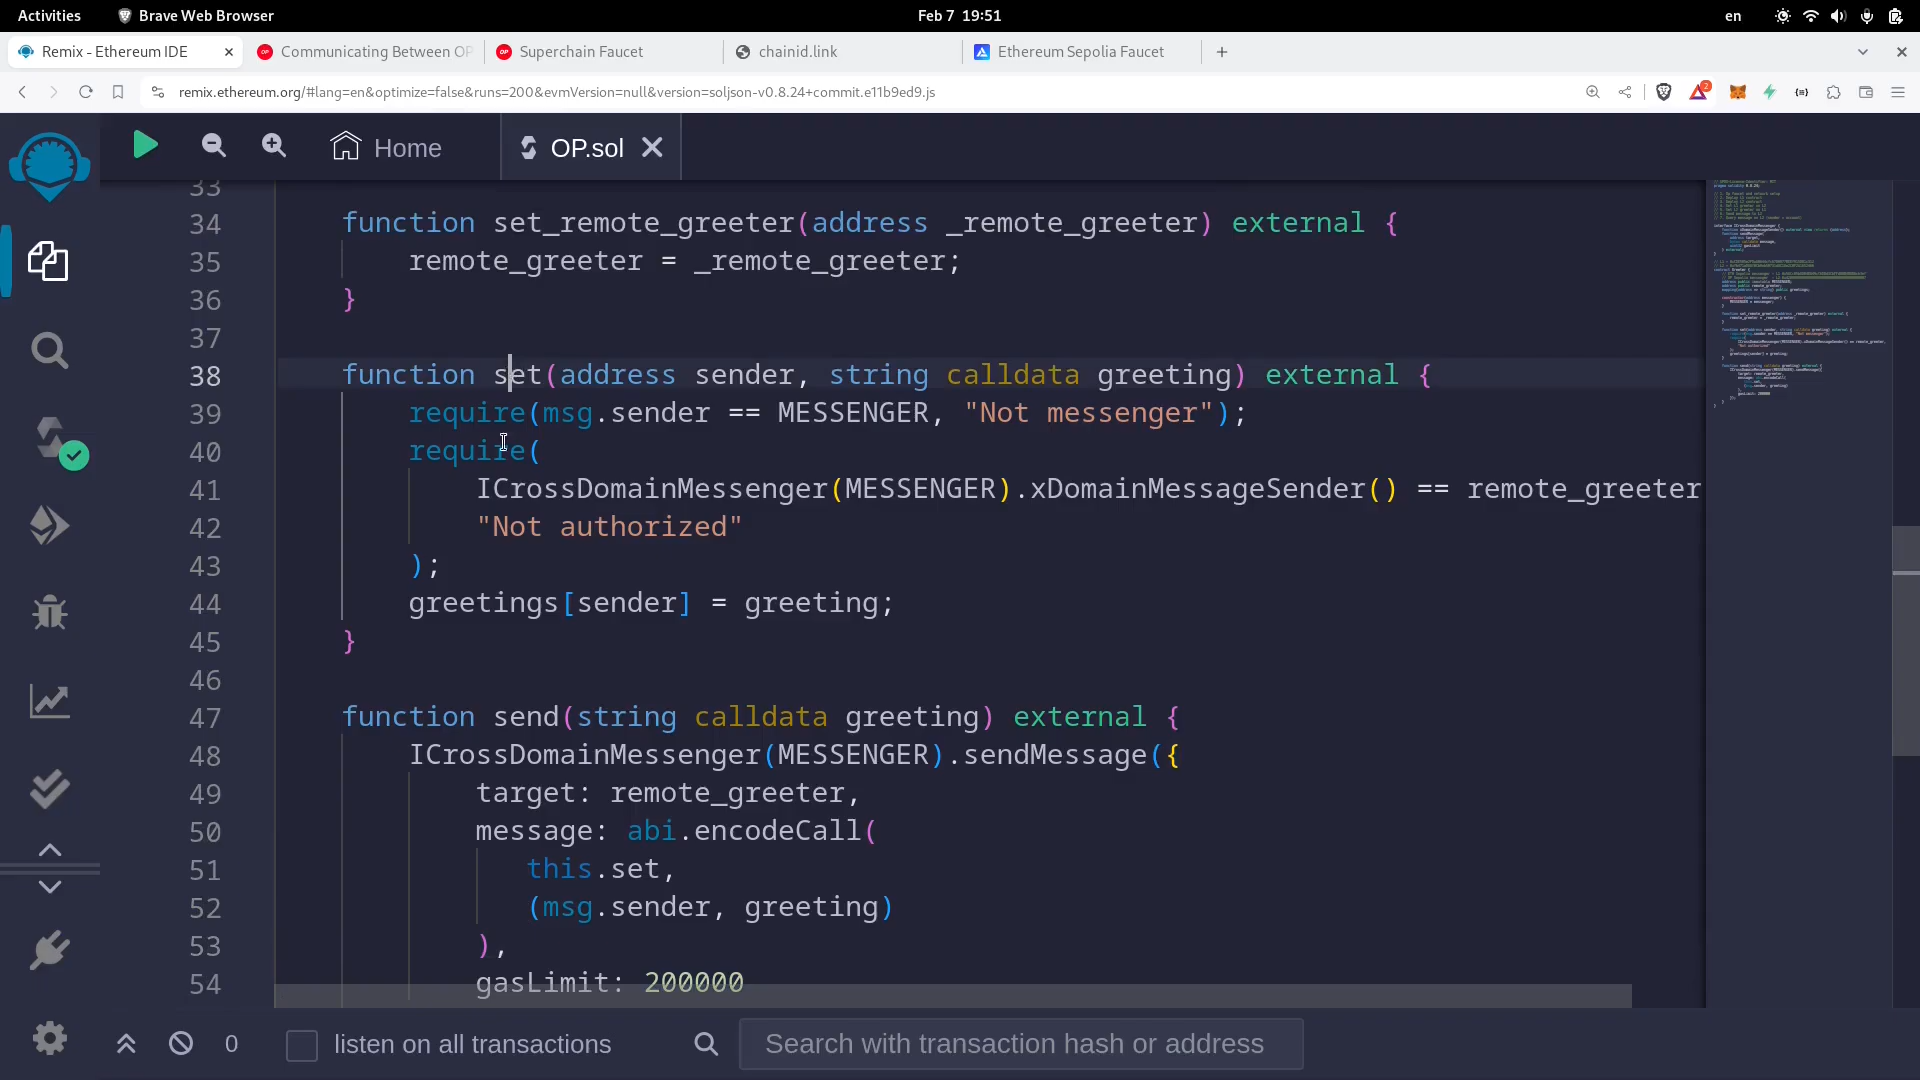 Activities
Brave Web Browser
Feb 7 19:51
en
Remix - Ethereum IDE
Communicating Between OP
Superchain Faucet
chainid.link
Ethereum Sepolia Faucet
remix.ethereum.org/#lang=en&optimize=false&runs=200&evmVersion=null&version=soljson-v0.8.24+commit.e11b9ed9.js
2
Home
OP.sol
33
34 function set_remote_greeter(address _remote_greeter) external {
35 remote_greeter = _remote_greeter;
36 }
37
38 function set(address sender, string calldata greeting) external {
39 require(msg.sender == MESSENGER, "Not messenger");
40 require(
41 ICrossDomainMessenger(MESSENGER).xDomainMessageSender() == remote_greeter
42 "Not authorized"
43 );
44 greetings[sender] = greeting;
45 }
46
47 function send(string calldata greeting) external {
48 ICrossDomainMessenger(MESSENGER).sendMessage({
49 target: remote_greeter,
50 message: abi.encodeCall(
51 this.set,
52 (msg.sender, greeting)
53 ),
54 gasLimit: 200000
0
listen on all transactions
Search with transaction hash or address